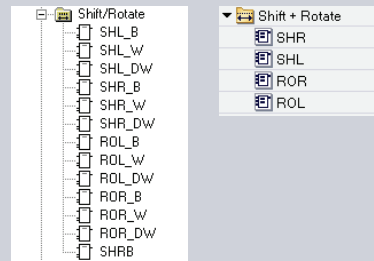 Shift/Rotate
SHL_B
SHL_W
SHL_DW
SHR_B
SHR_W
SHR_DW
ROL_B
ROL_W
ROL_DW
ROR_B
ROR_W
ROR_DW
SHRB
Shift + Rotate
SHR
SHL
ROR
ROL